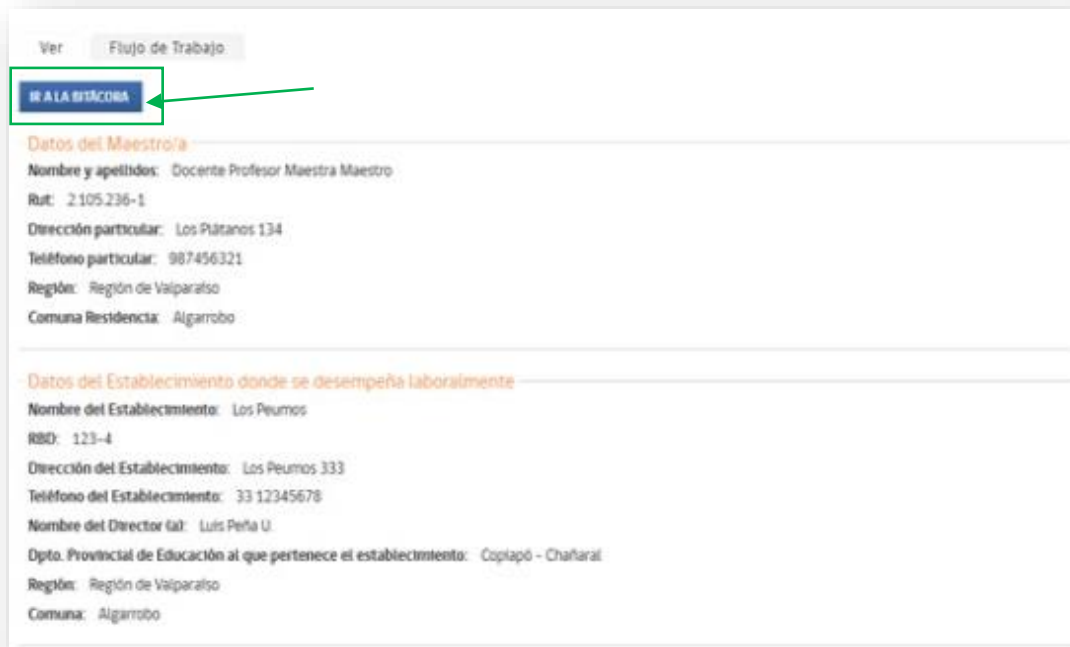 Ver Flujo de Trabajo
IR A LA BITÁCORA
Datos del Maestro/a
Nombre y apellidos: Docente Profesor Maestra Maestro
Rut: 2.105.236-1
Dirección particular: Los Plátanos 134
Teléfono particular: 987456321
Región: Región de Valparaíso
Comuna Residencia: Algarrobo
Datos del Establecimiento donde se desempeña laboralmente
Nombre del Establecimiento: Los Peumos
RBD: 123-4
Dirección del Establecimiento: Los Peumos 333
Teléfono del Establecimiento: 33 12345678
Nombre del Director (a): Luis Peña U.
Dpto. Provincial de Educación al que pertenece el establecimiento: Copiapó - Chañaral
Región: Región de Valparaíso
Comuna: Algarrobo